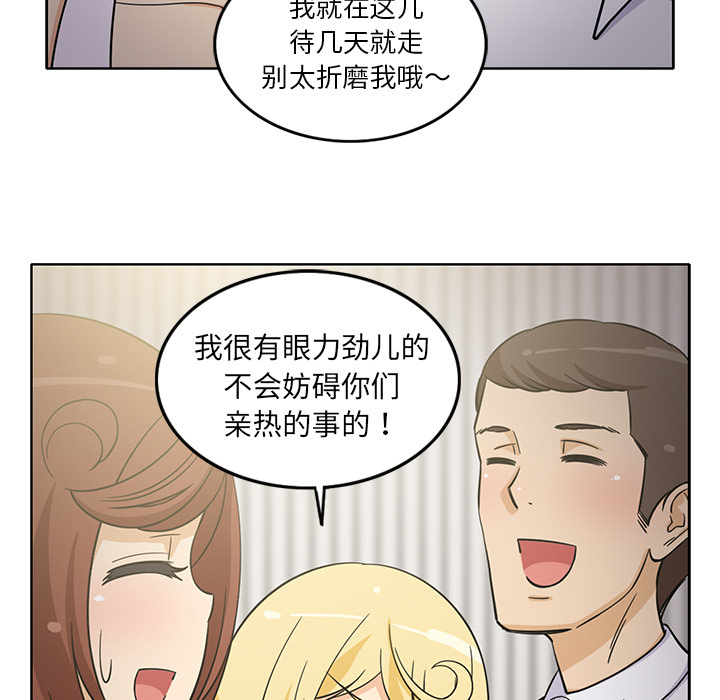 我就在这儿
待几天就走
别太折磨我哦～
我很有眼力劲儿的
不会妨碍你们
亲热的事的！